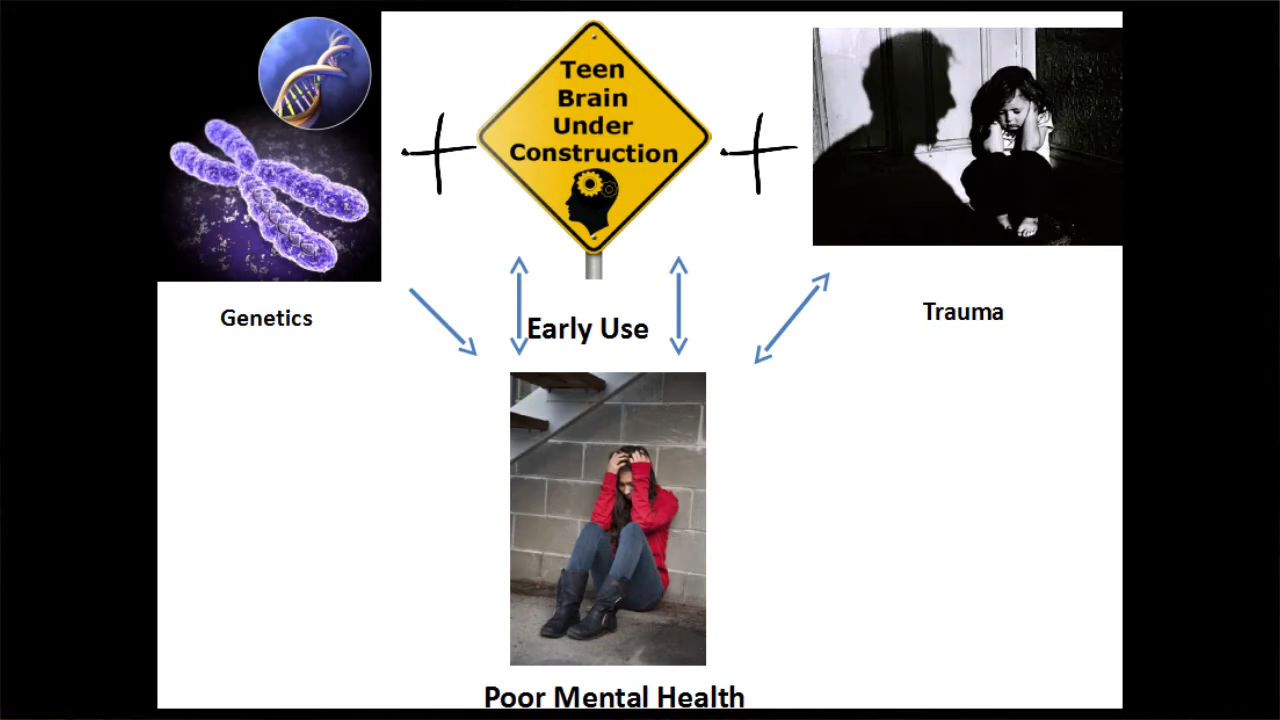 Teen
Brain
Under
Construction
Genetics
Early Use
Trauma
Poor Mental Health